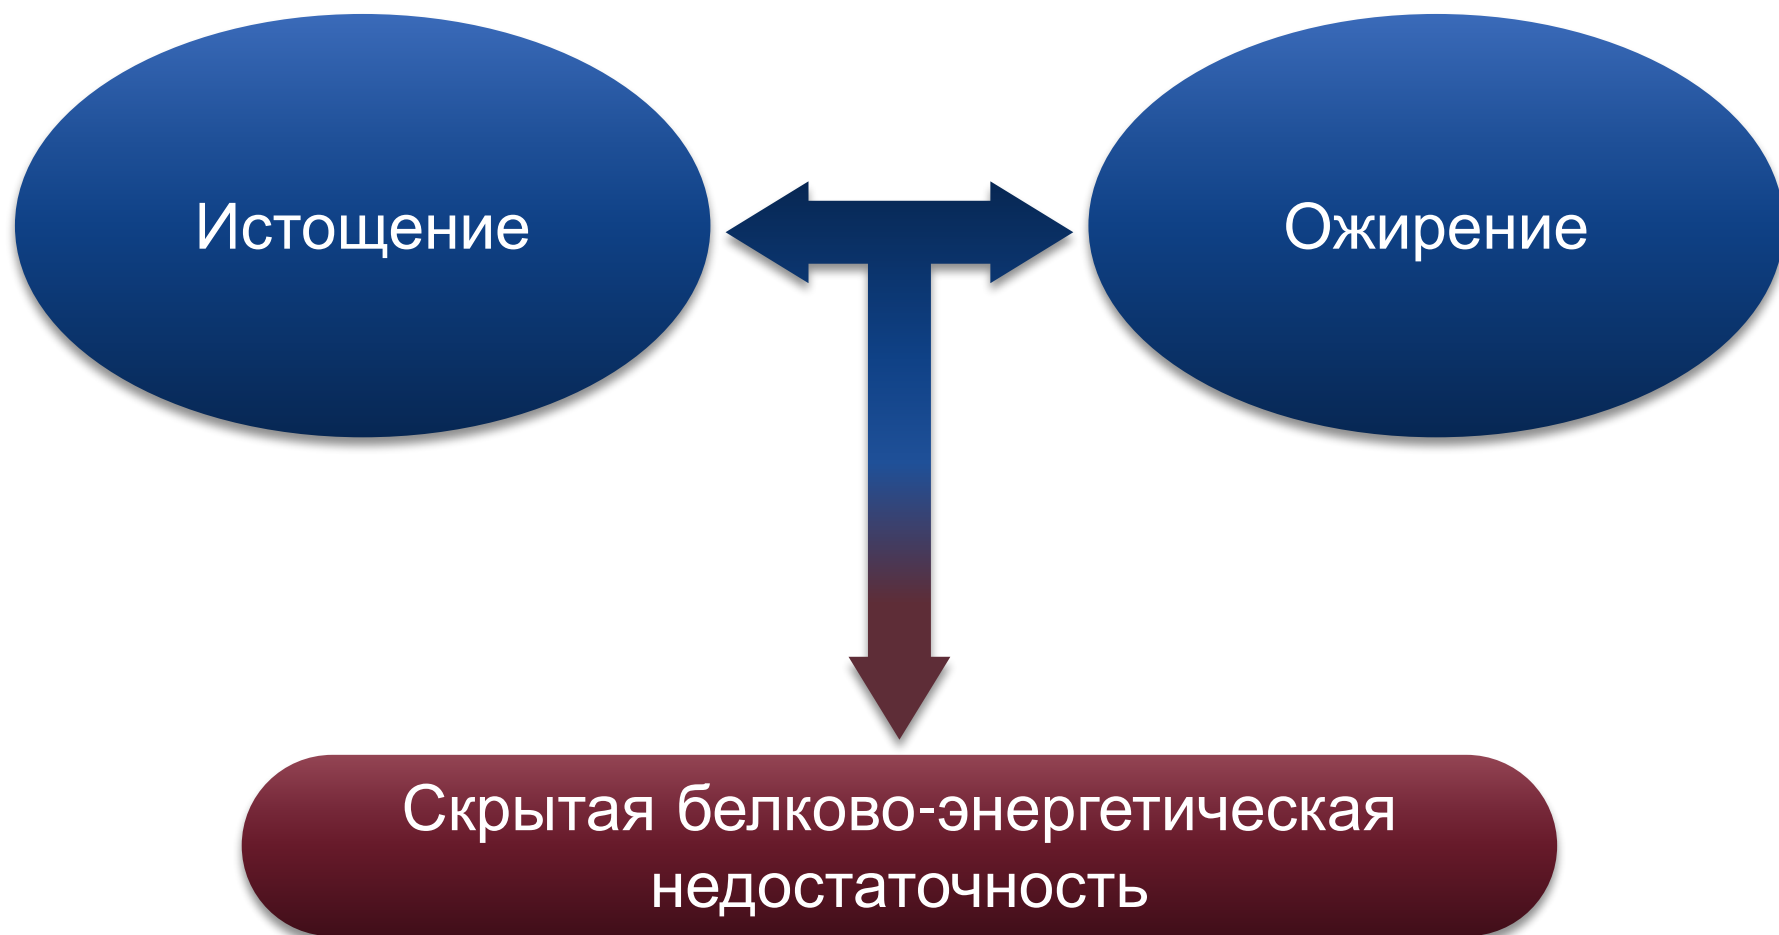 Истощение
Ожирение
Скрытая белково-энергетическая
недостаточность